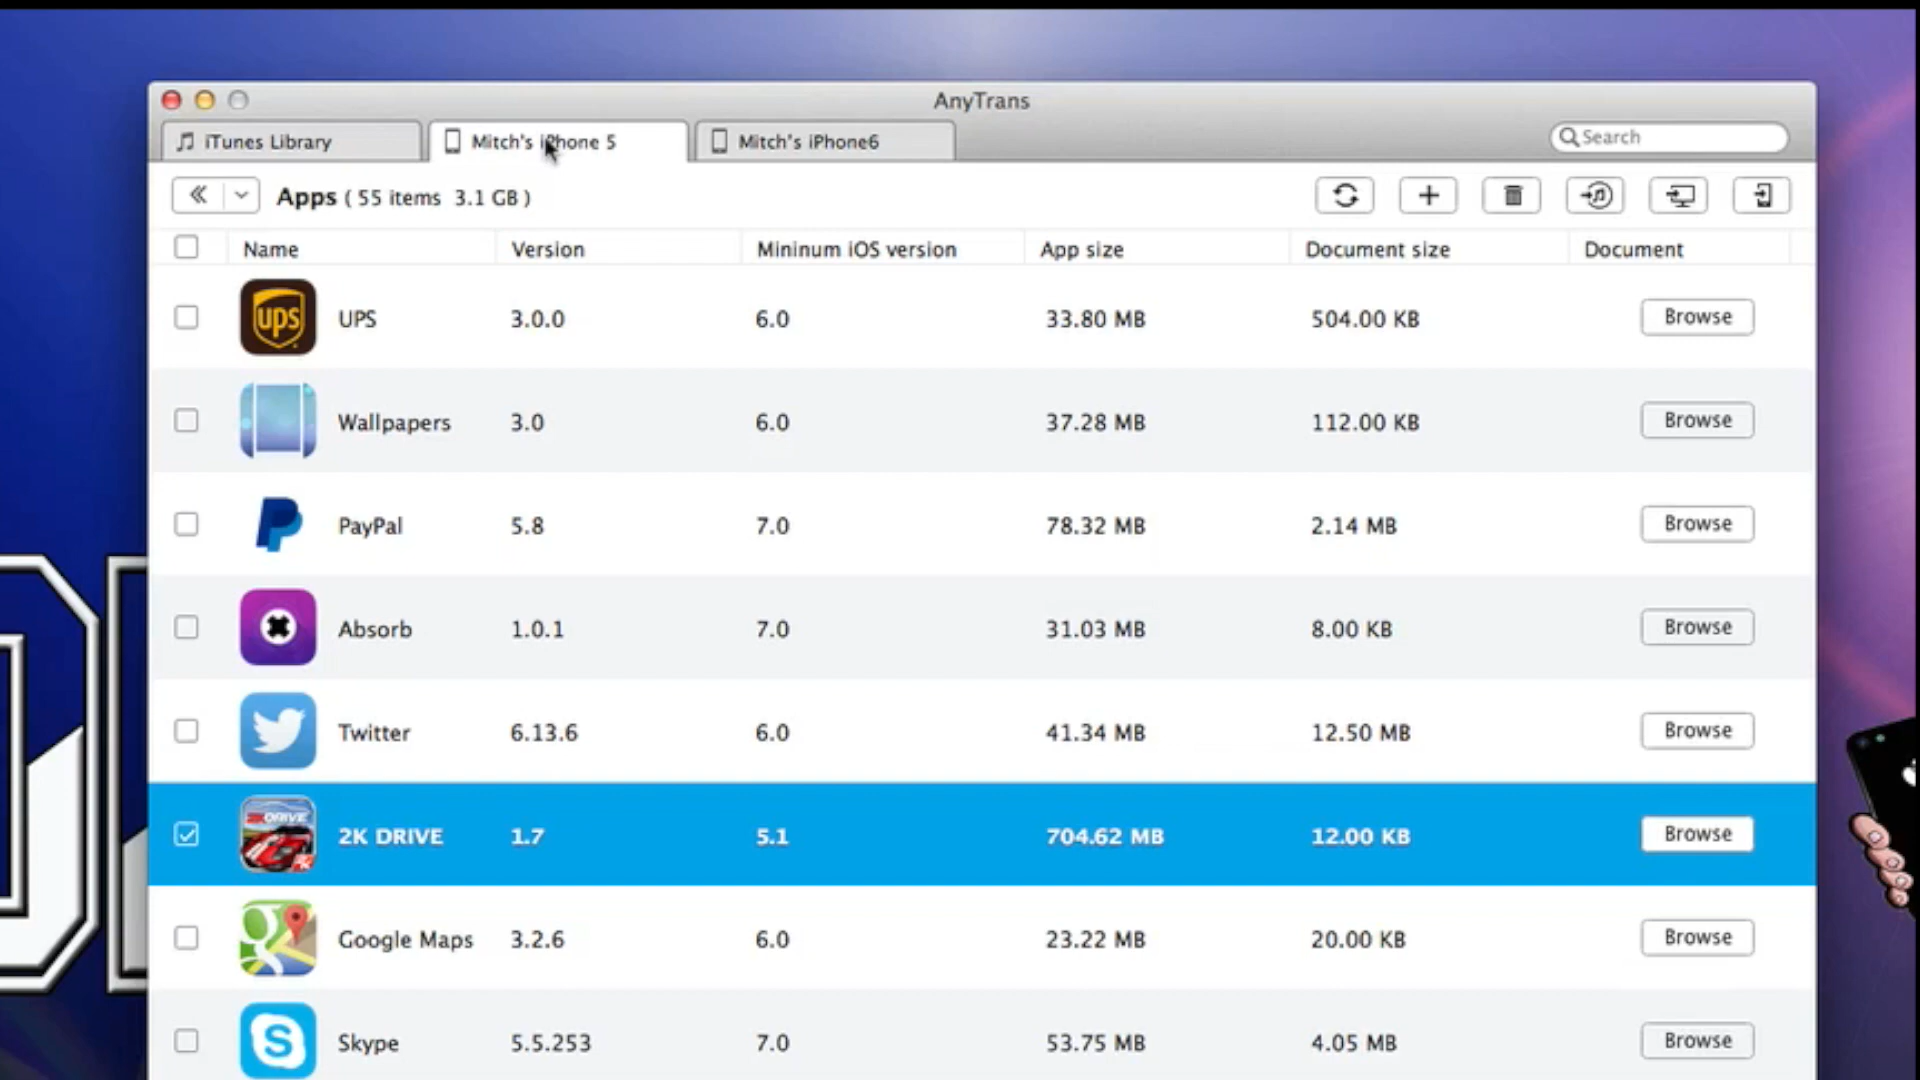 AnyTrans
iTunes Library
Mitch's iPhone 5
Mitch's iPhone6
Search
Apps ( 55 items 3.1 GB )
Name Version Mininum iOS version App size Document size Document
ups UPS 3.0.0 6.0 33.80 MB 504.00 KB Browse
Wallpapers 3.0 6.0 37.28 MB 112.00 KB Browse
PayPal 5.8 7.0 78.32 MB 2.14 MB Browse
Absorb 1.0.1 7.0 31.03 MB 8.00 KB Browse
Twitter 6.13.6 6.0 41.34 MB 12.50 MB Browse
2K DRIVE 2K DRIVE 1.7 5.1 704.62 MB 12.00 KB Browse
Google Maps 3.2.6 6.0 23.22 MB 20.00 KB Browse
Skype 5.5.253 7.0 53.75 MB 4.05 MB Browse